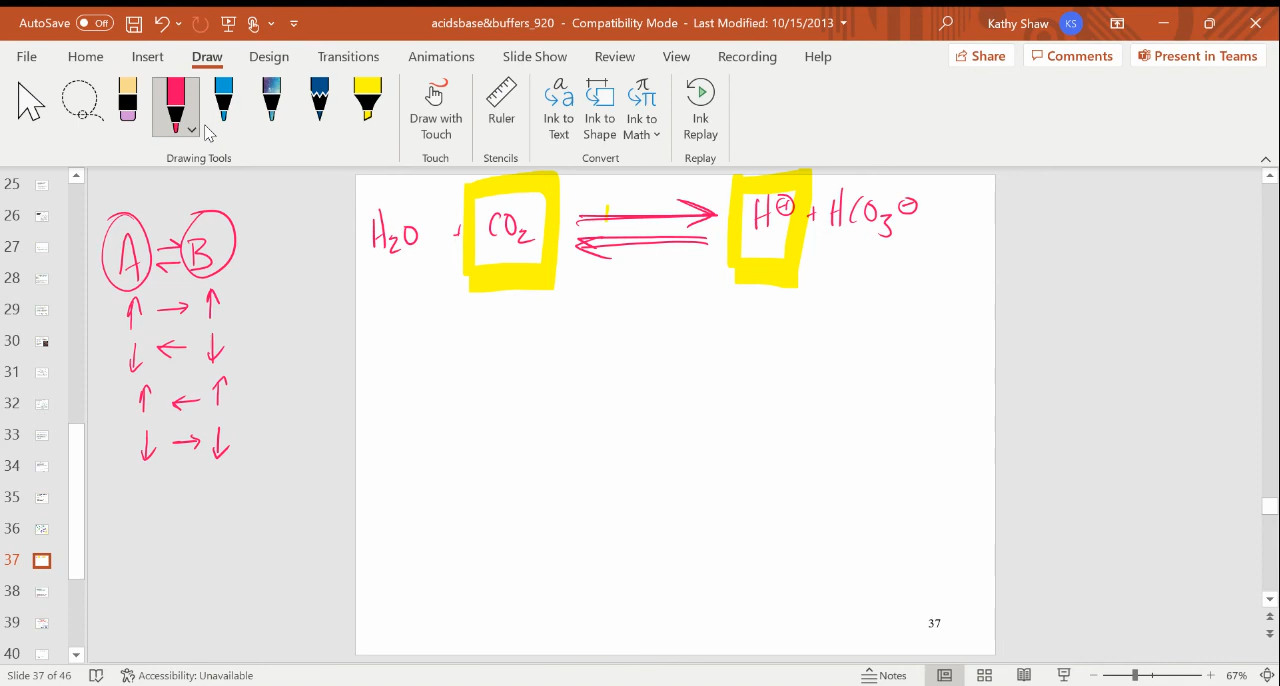 AutoSave Off acidsbase&buffers_920 - Compatibility Mode - Last Modified: 10/15/2013 Kathy Shaw KS
File Home Insert Draw Design Transitions Animations Slide Show Review View Recording Help Share Comments Present in Teams
Draw with Touch Ruler Ink to Text Ink to Shape Ink to Math Ink Replay
Drawing Tools Touch Stencils Convert Replay
25
26
27
28
29
30
31
32
33
34
35
36
37
38
39
40
A ⇌ B
↑ → ↑
↓ ← ↓
↑ ← ↑
↓ → ↓
H₂O + CO₂ ⇌ H⊕ + HCO₃⊖
37
Slide 37 of 46 Accessibility: Unavailable Notes 67%